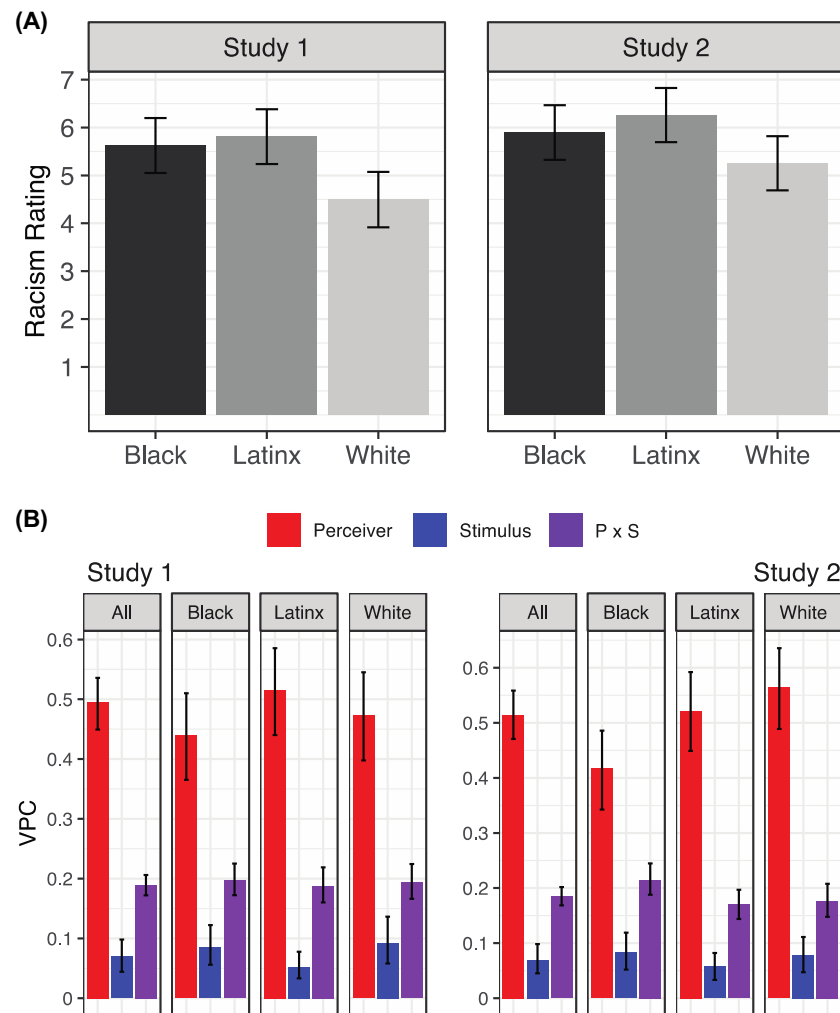 (A)
Study 1
Study 2
Racism Rating
7
6
5
4
3
2
1
Black Latinx White
Black Latinx White
(B)
Perceiver Stimulus P x S
Study 1
Study 2
All Black Latinx White
All Black Latinx White
VPC
0.6
0.5
0.4
0.3
0.2
0.1
0
0.6
0.5
0.4
0.3
0.2
0.1
0